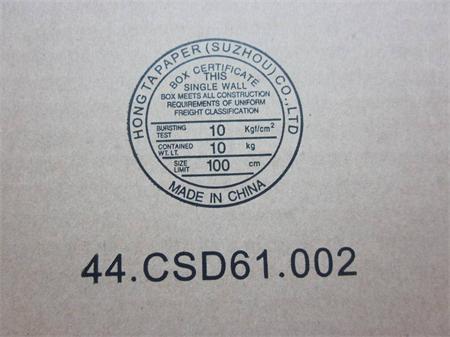 HONG TA PAPER (SUZHOU) CO., LTD
BOX CERTIFICATE
THIS
SINGLE WALL
BOX MEETS ALL CONSTRUCTION
REQUIREMENTS OF UNIFORM
FREIGHT CLASSIFICATION
BURSTING TEST 10 Kgf/cm²
CONTAINED WT. LT. 10 kg
SIZE LIMIT 100 cm
MADE IN CHINA
44.CSD61.002